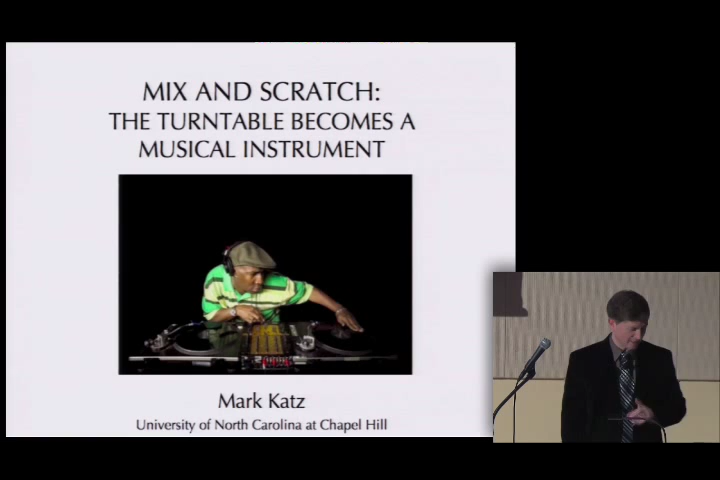 MIX AND SCRATCH:
THE TURNTABLE BECOMES A
MUSICAL INSTRUMENT
Mark Katz
University of North Carolina at Chapel Hill